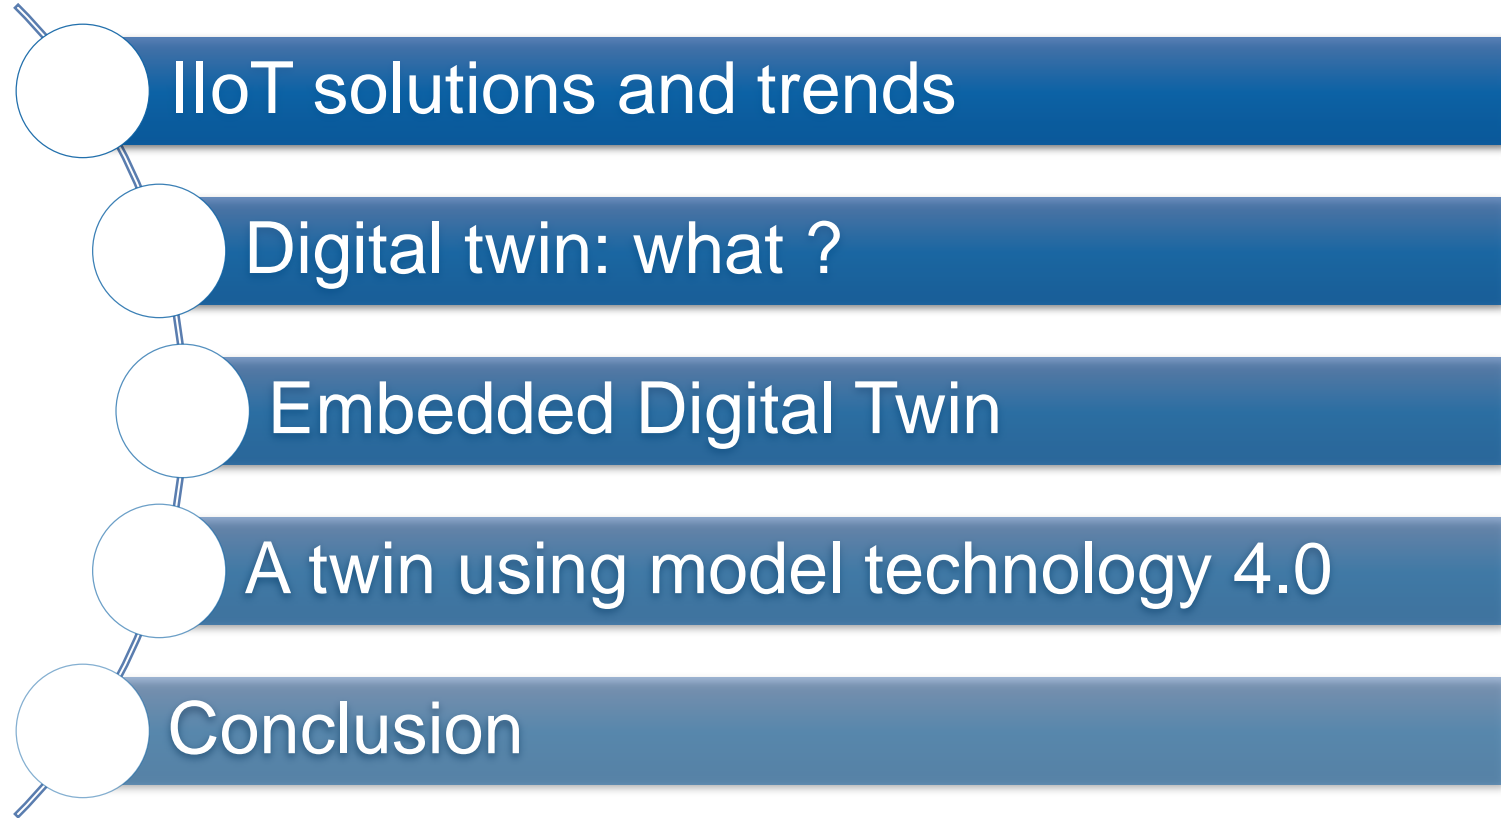 IIoT solutions and trends
Digital twin: what ?
Embedded Digital Twin
A twin using model technology 4.0
Conclusion